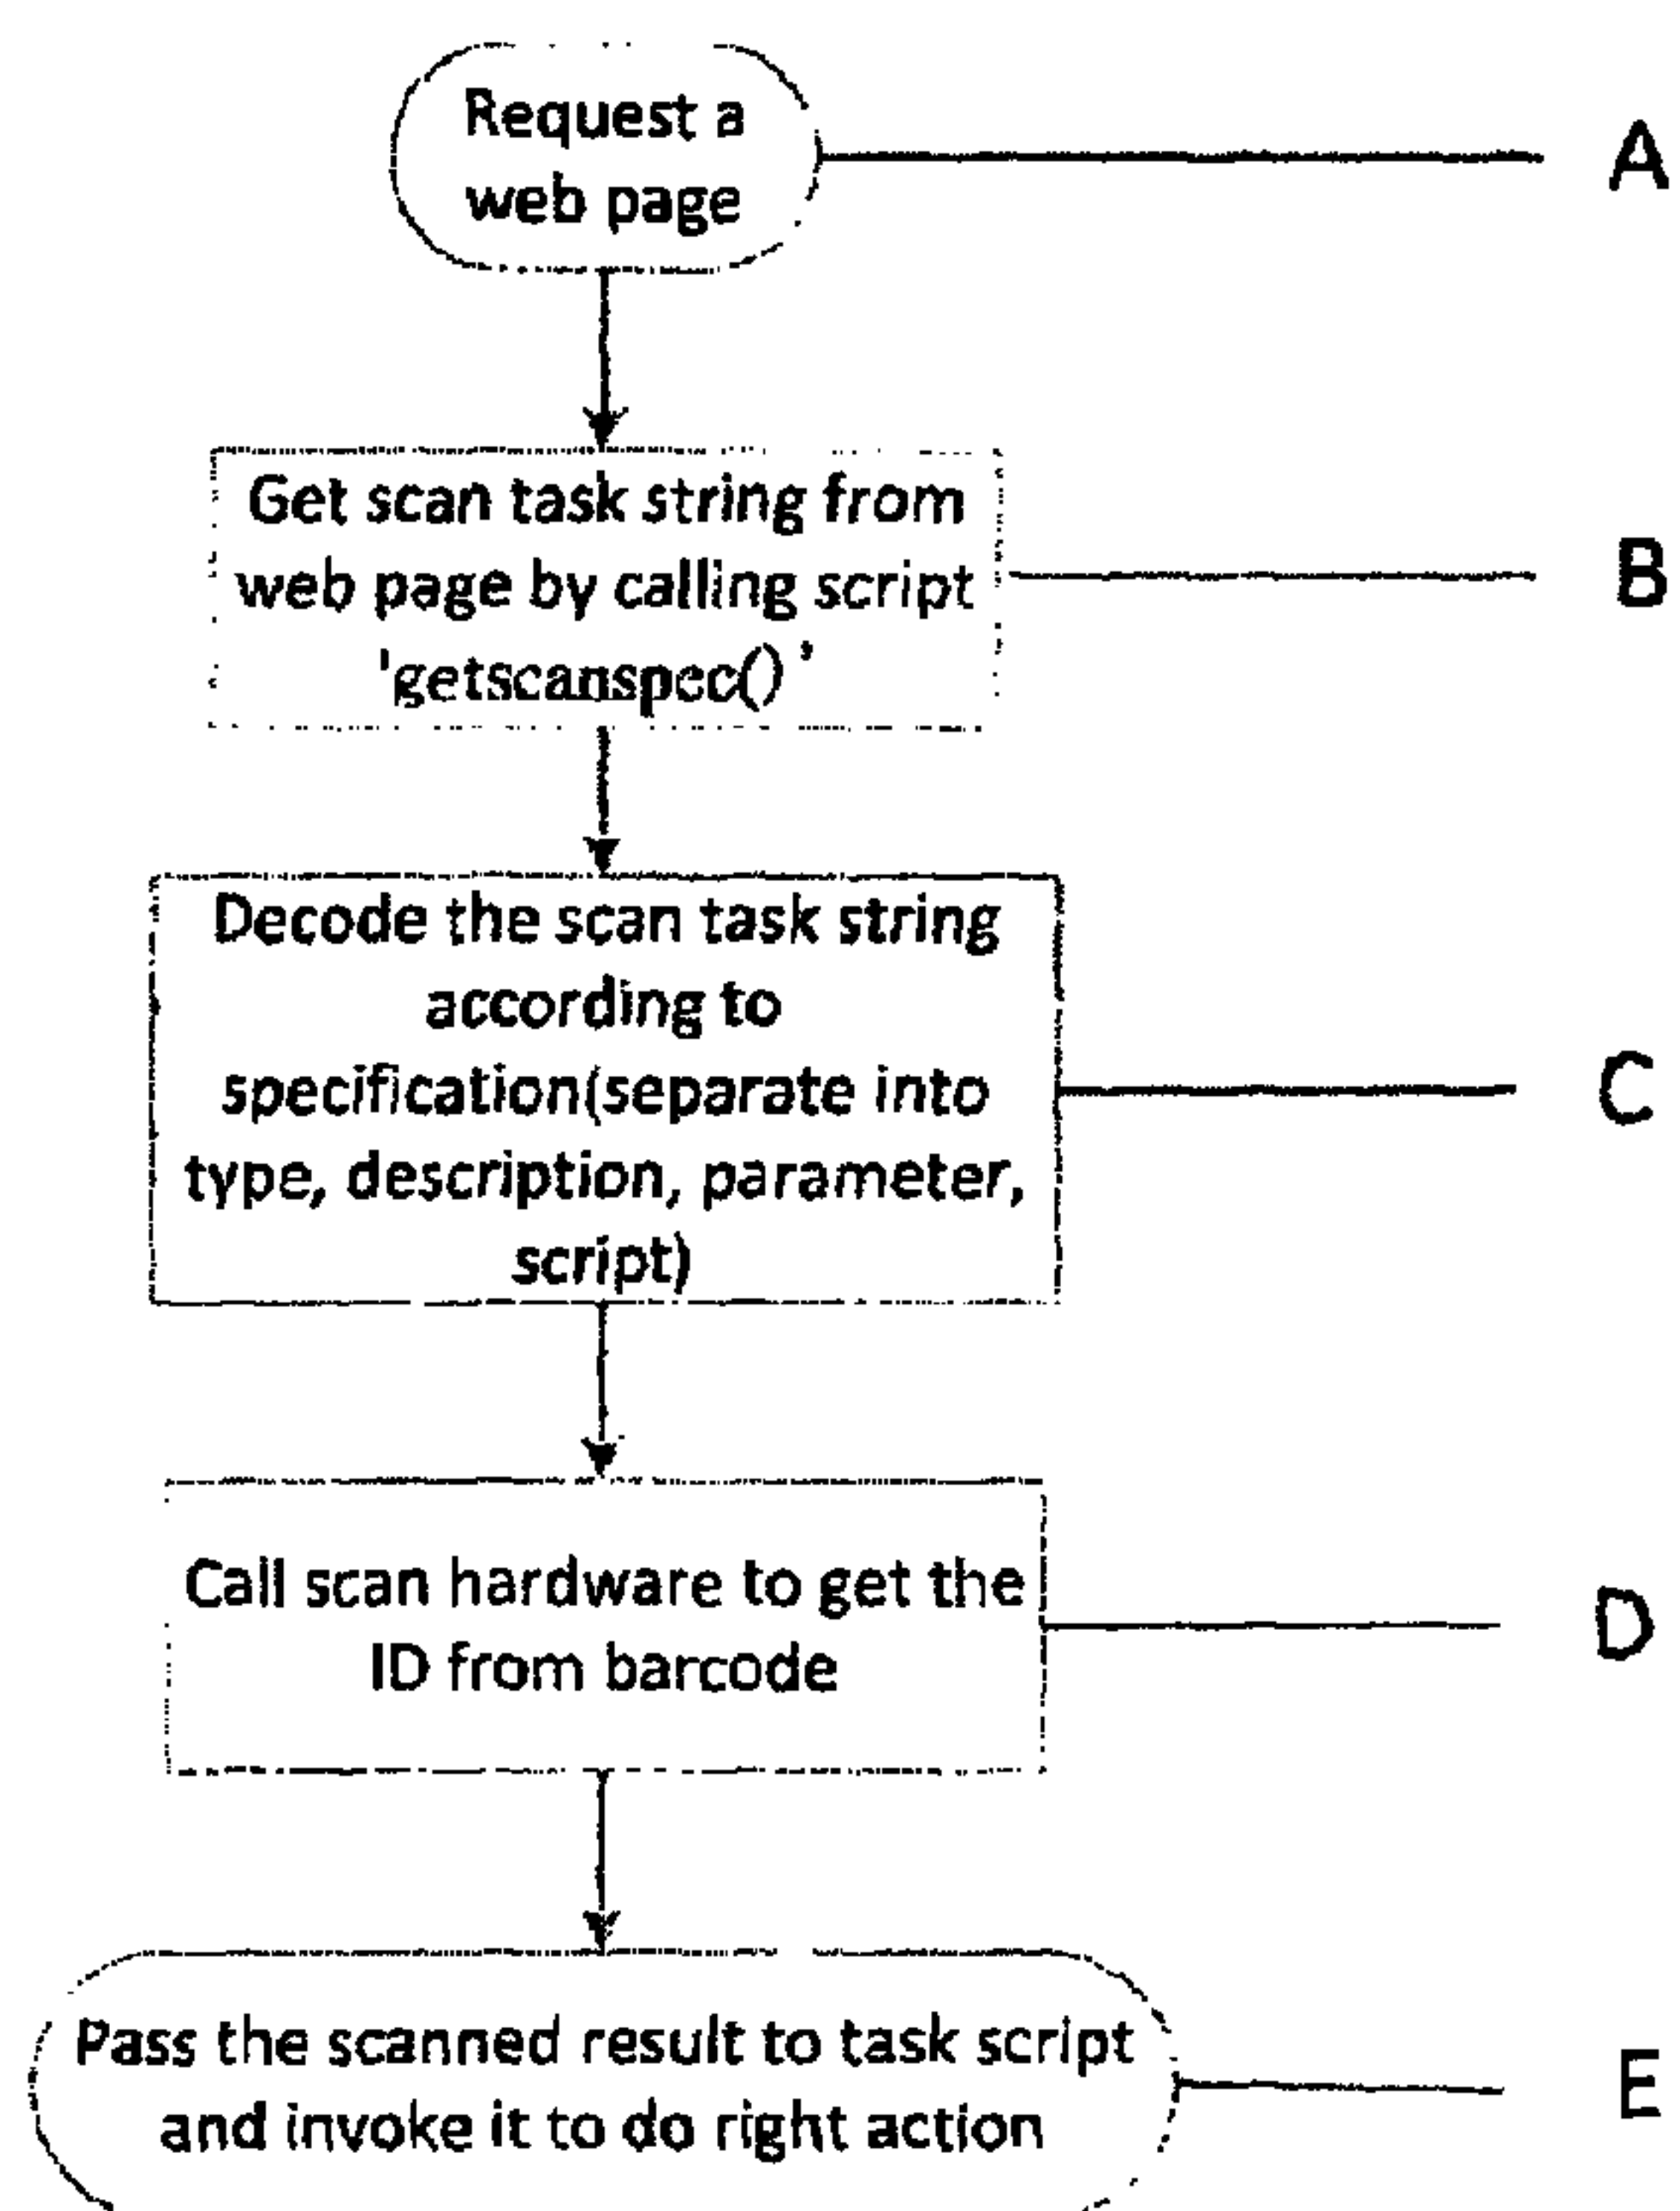 Request a
web page
A
Get scan task string from
web page by calling script
'getscanspec()'
B
Decode the scan task string
according to
specification(separate into
type, description, parameter,
script)
C
Call scan hardware to get the
ID from barcode
D
Pass the scanned result to task script
and invoke it to do right action
E